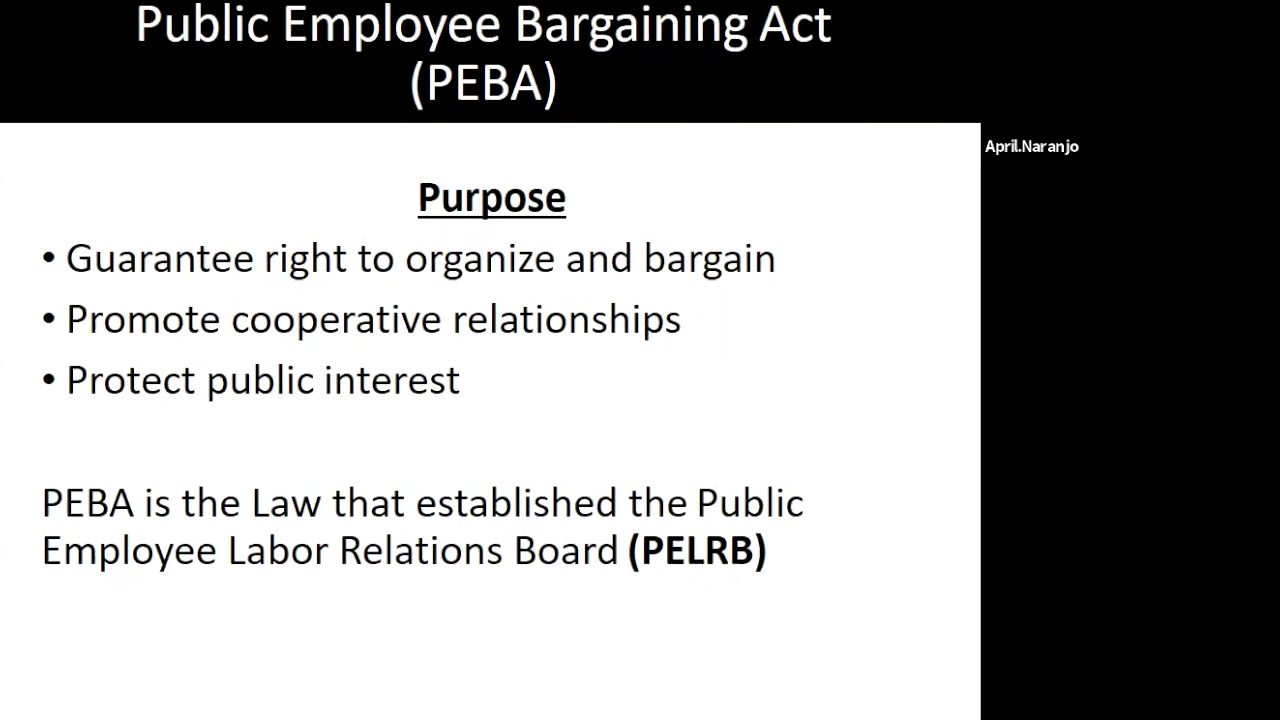 Public Employee Bargaining Act
(PEBA)
April.Naranjo
Purpose
• Guarantee right to organize and bargain
• Promote cooperative relationships
• Protect public interest
PEBA is the Law that established the Public
Employee Labor Relations Board (PELRB)